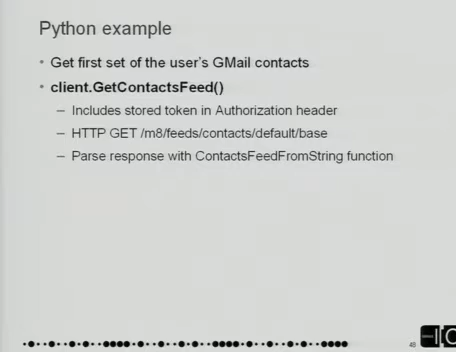 Python example
• Get first set of the user's GMail contacts
• client.GetContactsFeed()
– Includes stored token in Authorization header
– HTTP GET /m8/feeds/contacts/default/base
– Parse response with ContactsFeedFromString function
48